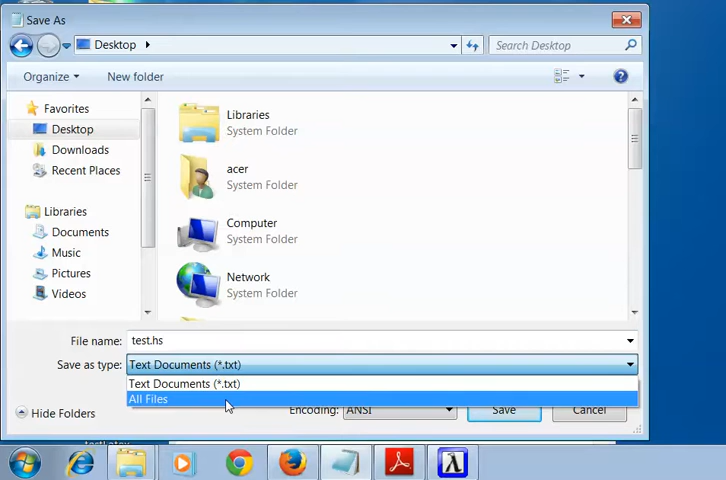 Save As
Desktop
Search Desktop
Organize
New folder
Favorites
Desktop
Downloads
Recent Places
Libraries
Documents
Music
Pictures
Videos
Libraries
System Folder
acer
System Folder
Computer
System Folder
Network
System Folder
File name: test.hs
Save as type: Text Documents (*.txt)
Text Documents (*.txt)
All Files
Hide Folders
Encoding: ANSI
Save
Cancel